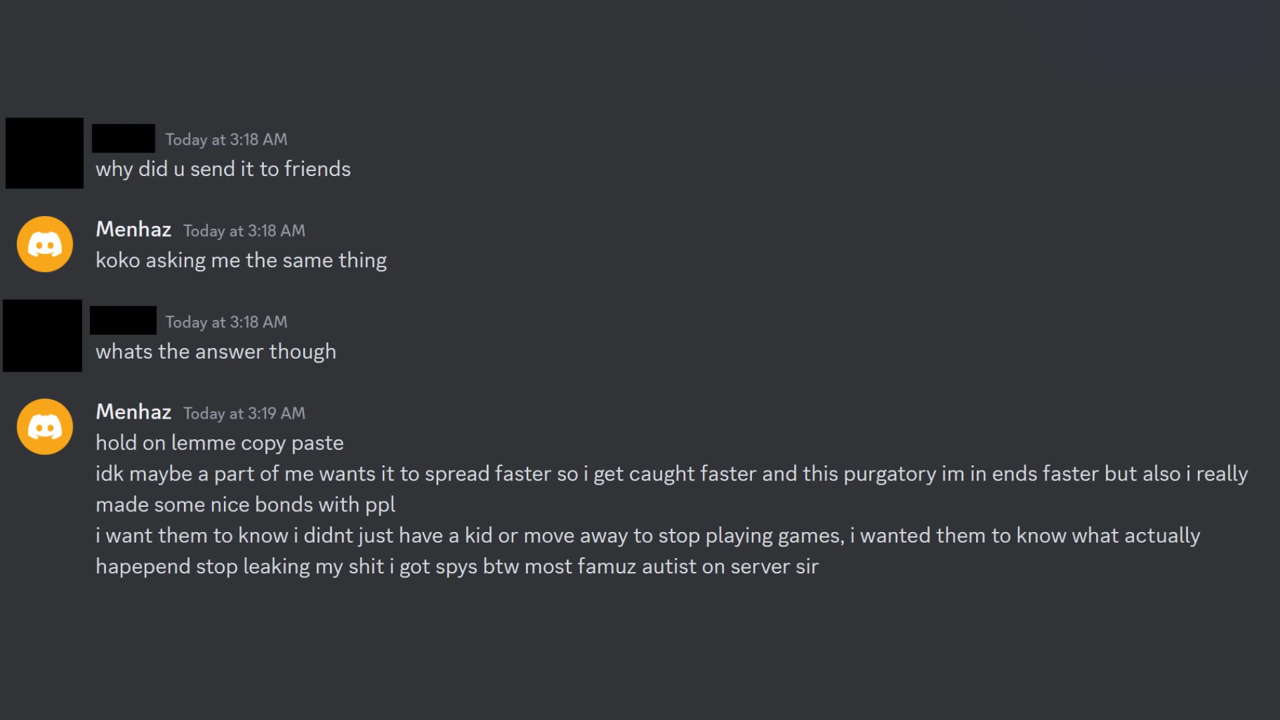 Today at 3:18 AM
why did u send it to friends
Menhaz Today at 3:18 AM
koko asking me the same thing
Today at 3:18 AM
whats the answer though
Menhaz Today at 3:19 AM
hold on lemme copy paste
idk maybe a part of me wants it to spread faster so i get caught faster and this purgatory im in ends faster but also i really
made some nice bonds with ppl
i want them to know i didnt just have a kid or move away to stop playing games, i wanted them to know what actually
hapepend stop leaking my shit i got spys btw most famuz autist on server sir